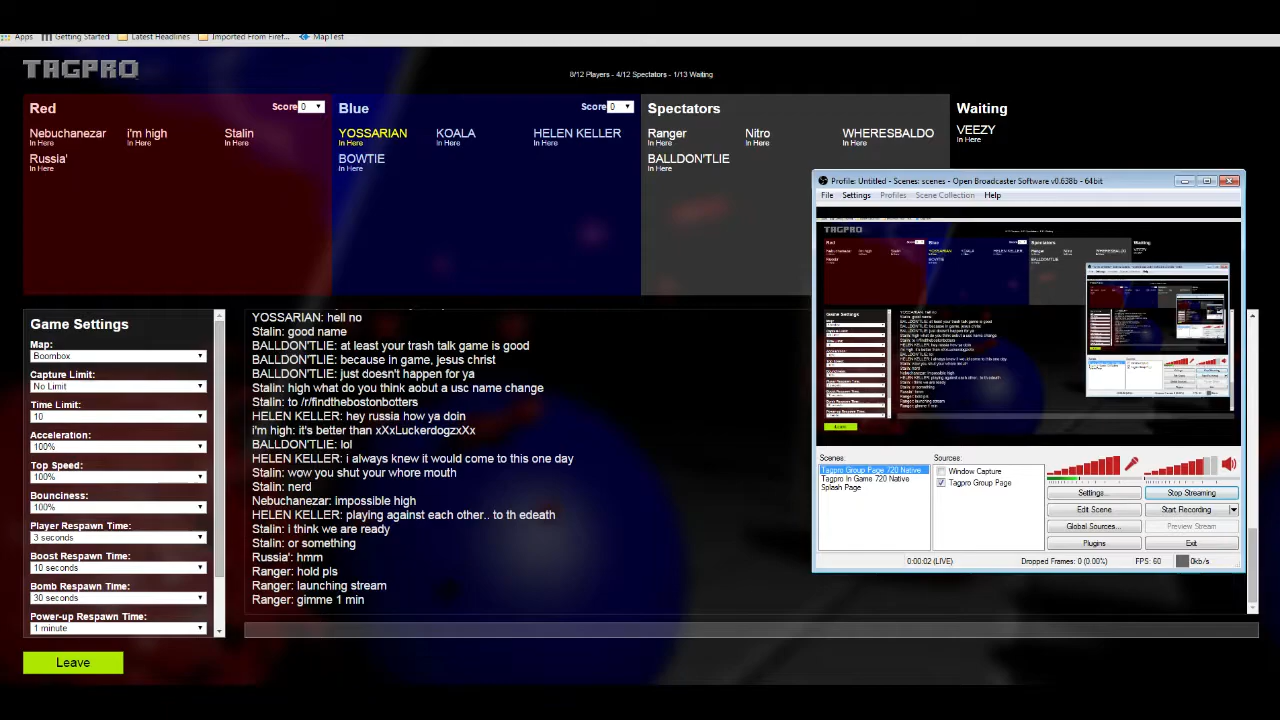 Apps Getting Started Latest Headlines Imported From Firef... MapTest
TAGPRO
8/12 Players - 4/12 Spectators - 1/13 Waiting
Red Score 0
Nebuchanezar i'm high Stalin
In Here In Here In Here
Russia'
In Here
Blue Score 0
YOSSARIAN KOALA HELEN KELLER
In Here In Here In Here
BOWTIE
In Here
Spectators
Ranger Nitro WHERESBALDO
In Here In Here In Here
BALLDON'TLIE
In Here
Waiting
VEEZY
In Here
Game Settings
Map:
Boombox
Capture Limit:
No Limit
Time Limit:
10
Acceleration:
100%
Top Speed:
100%
Bounciness:
100%
Player Respawn Time:
3 seconds
Boost Respawn Time:
10 seconds
Bomb Respawn Time:
30 seconds
Power-up Respawn Time:
1 minute
Leave
YOSSARIAN: hell no
Stalin: good name
BALLDON'TLIE: at least your trash talk game is good
BALLDON'TLIE: because in game, jesus christ
BALLDON'TLIE: just doesn't happen for ya
Stalin: high what do you think aobut a usc name change
Stalin: to /r/findthebostonbotters
HELEN KELLER: hey russia how ya doin
i'm high: it's better than xXxLuckerdogzxXx
BALLDON'TLIE: lol
HELEN KELLER: i always knew it would come to this one day
Stalin: wow you shut your whore mouth
Stalin: nerd
Nebuchanezar: impossible high
HELEN KELLER: playing against each other.. to th edeath
Stalin: i think we are ready
Stalin: or something
Russia': hmm
Ranger: hold pls
Ranger: launching stream
Ranger: gimme 1 min
Profile: Untitled - Scenes: scenes - Open Broadcaster Software v0.638b - 64bit
File Settings Profiles Scene Collection Help
Scenes:
Tagpro Group Page 720 Native
Tagpro In Game 720 Native
Splash Page
Sources:
Window Capture
Tagpro Group Page
Settings... Stop Streaming
Edit Scene Start Recording
Global Sources... Preview Stream
Plugins Exit
0:00:02 (LIVE) Dropped Frames: 0 (0.00%) FPS: 60 0kb/s